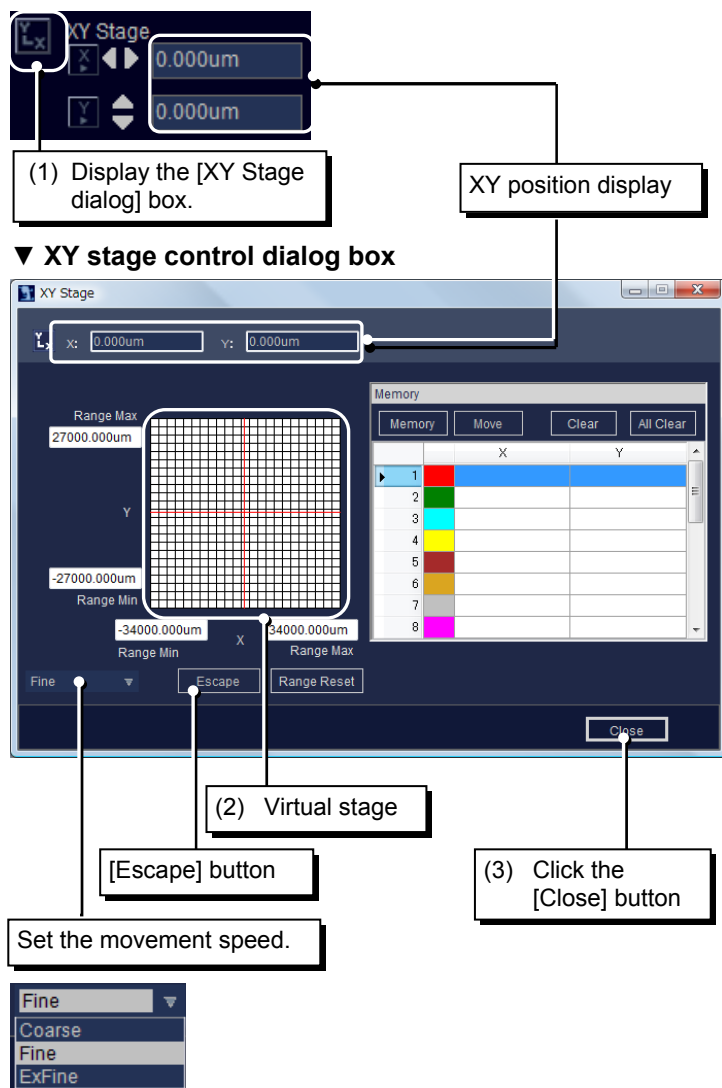 Y
L X
XY Stage
X
0.000um
Y
0.000um
(1) Display the [XY Stage
dialog] box.
XY position display
▼ XY stage control dialog box
XY Stage
Y
L X
X: 0.000um
Y: 0.000um
Range Max
27000.000um
Y
-27000.000um
Range Min
-34000.000um
X
34000.000um
Range Min
Range Max
Fine
Escape
Range Reset
Memory
Memory
Move
Clear
All Clear
X
Y
1
2
3
4
5
6
7
8
Close
(2) Virtual stage
[Escape] button
(3) Click the
[Close] button
Set the movement speed.
Fine
Coarse
Fine
ExFine